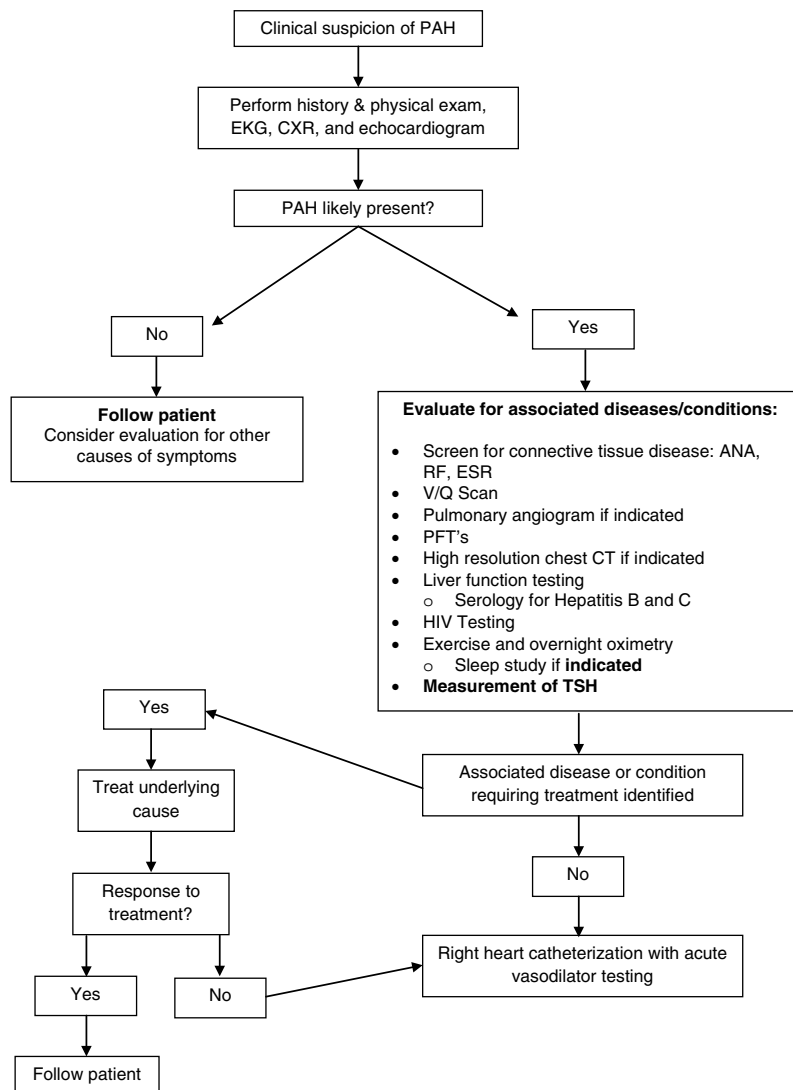 Clinical suspicion of PAH
Perform history & physical exam,
EKG, CXR, and echocardiogram
PAH likely present?
No
Yes
Follow patient
Consider evaluation for other
causes of symptoms
Evaluate for associated diseases/conditions:
• Screen for connective tissue disease: ANA,
RF, ESR
• V/Q Scan
• Pulmonary angiogram if indicated
• PFT's
• High resolution chest CT if indicated
• Liver function testing
o Serology for Hepatitis B and C
• HIV Testing
• Exercise and overnight oximetry
o Sleep study if indicated
• Measurement of TSH
Yes
Associated disease or condition
requiring treatment identified
Treat underlying
cause
No
Response to
treatment?
Right heart catheterization with acute
vasodilator testing
Yes
No
Follow patient